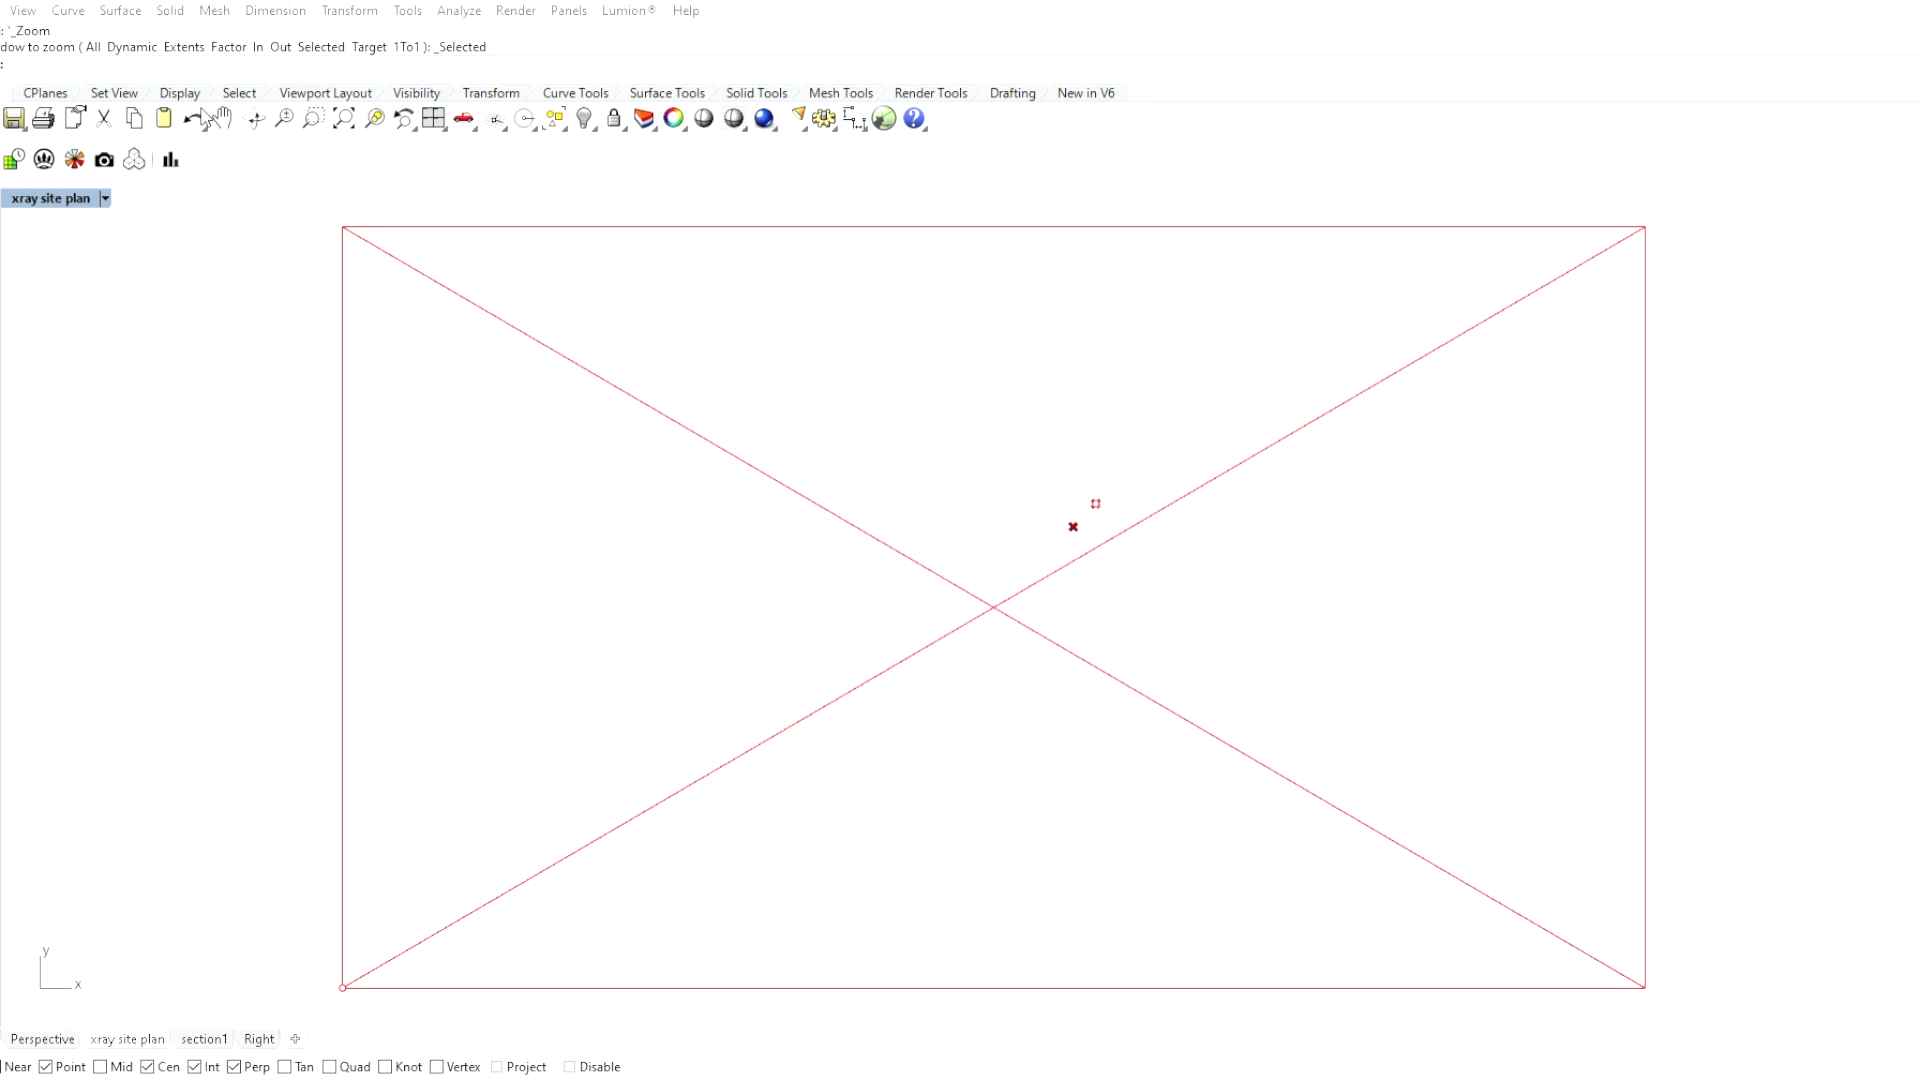 View Curve Surface Solid Mesh Dimension Transform Tools Analyze Render Panels Lumion® Help
: '_Zoom
dow to zoom ( All Dynamic Extents Factor In Out Selected Target 1To1 ): _Selected
:
CPlanes Set View Display Select Viewport Layout Visibility Transform Curve Tools Surface Tools Solid Tools Mesh Tools Render Tools Drafting New in V6
xray site plan
y
x
Perspective xray site plan section1 Right
Near Point Mid Cen Int Perp Tan Quad Knot Vertex Project Disable